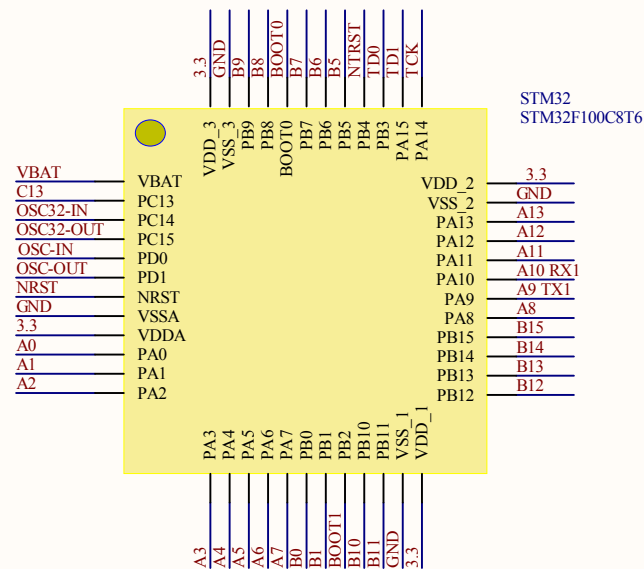 3.3
GND
B9
B8
BOOT0
B7
B6
B5
NTRST
TD0
TD1
TCK
VDD_3
VSS_3
PB9
PB8
BOOT0
PB7
PB6
PB5
PB4
PB3
PA15
PA14
STM32
STM32F100C8T6
VBAT VBAT
C13 PC13
OSC32-IN PC14
OSC32-OUT PC15
OSC-IN PD0
OSC-OUT PD1
NRST NRST
GND VSSA
3.3 VDDA
A0 PA0
A1 PA1
A2 PA2
VDD_2 3.3
VSS_2 GND
PA13 A13
PA12 A12
PA11 A11
PA10 A10 RX1
PA9 A9 TX1
PA8 A8
PB15 B15
PB14 B14
PB13 B13
PB12 B12
PA3
PA4
PA5
PA6
PA7
PB0
PB1
PB2
PB10
PB11
VSS_1
VDD_1
A3
A4
A5
A6
A7
B0
B1
BOOT1
B10
B11
GND
3.3